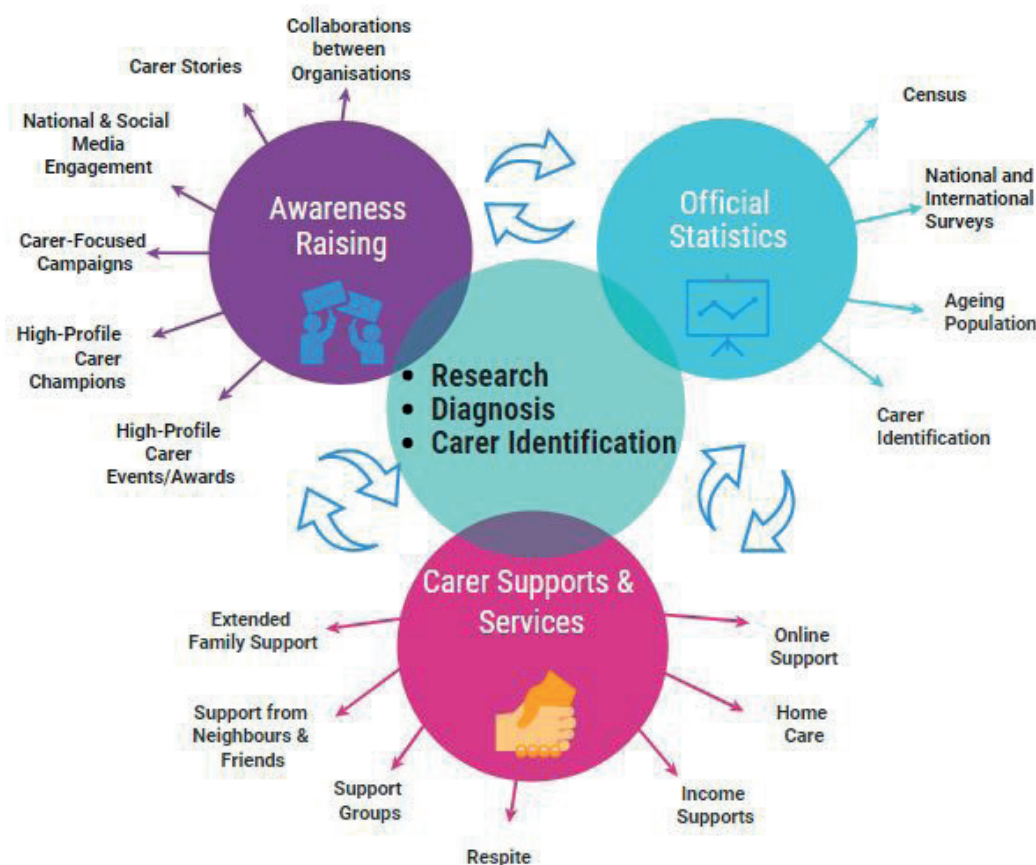 Collaborations
between
Organisations
Carer Stories
National & Social
Media
Engagement
Carer-Focused
Campaigns
High-Profile
Carer
Champions
High-Profile
Carer
Events/Awards
Awareness
Raising
Official
Statistics
Census
National and
International
Surveys
Ageing
Population
Carer
Identification
• Research
• Diagnosis
• Carer Identification
Carer Supports &
Services
Extended
Family Support
Support from
Neighbours &
Friends
Support
Groups
Respite
Income
Supports
Home
Care
Online
Support